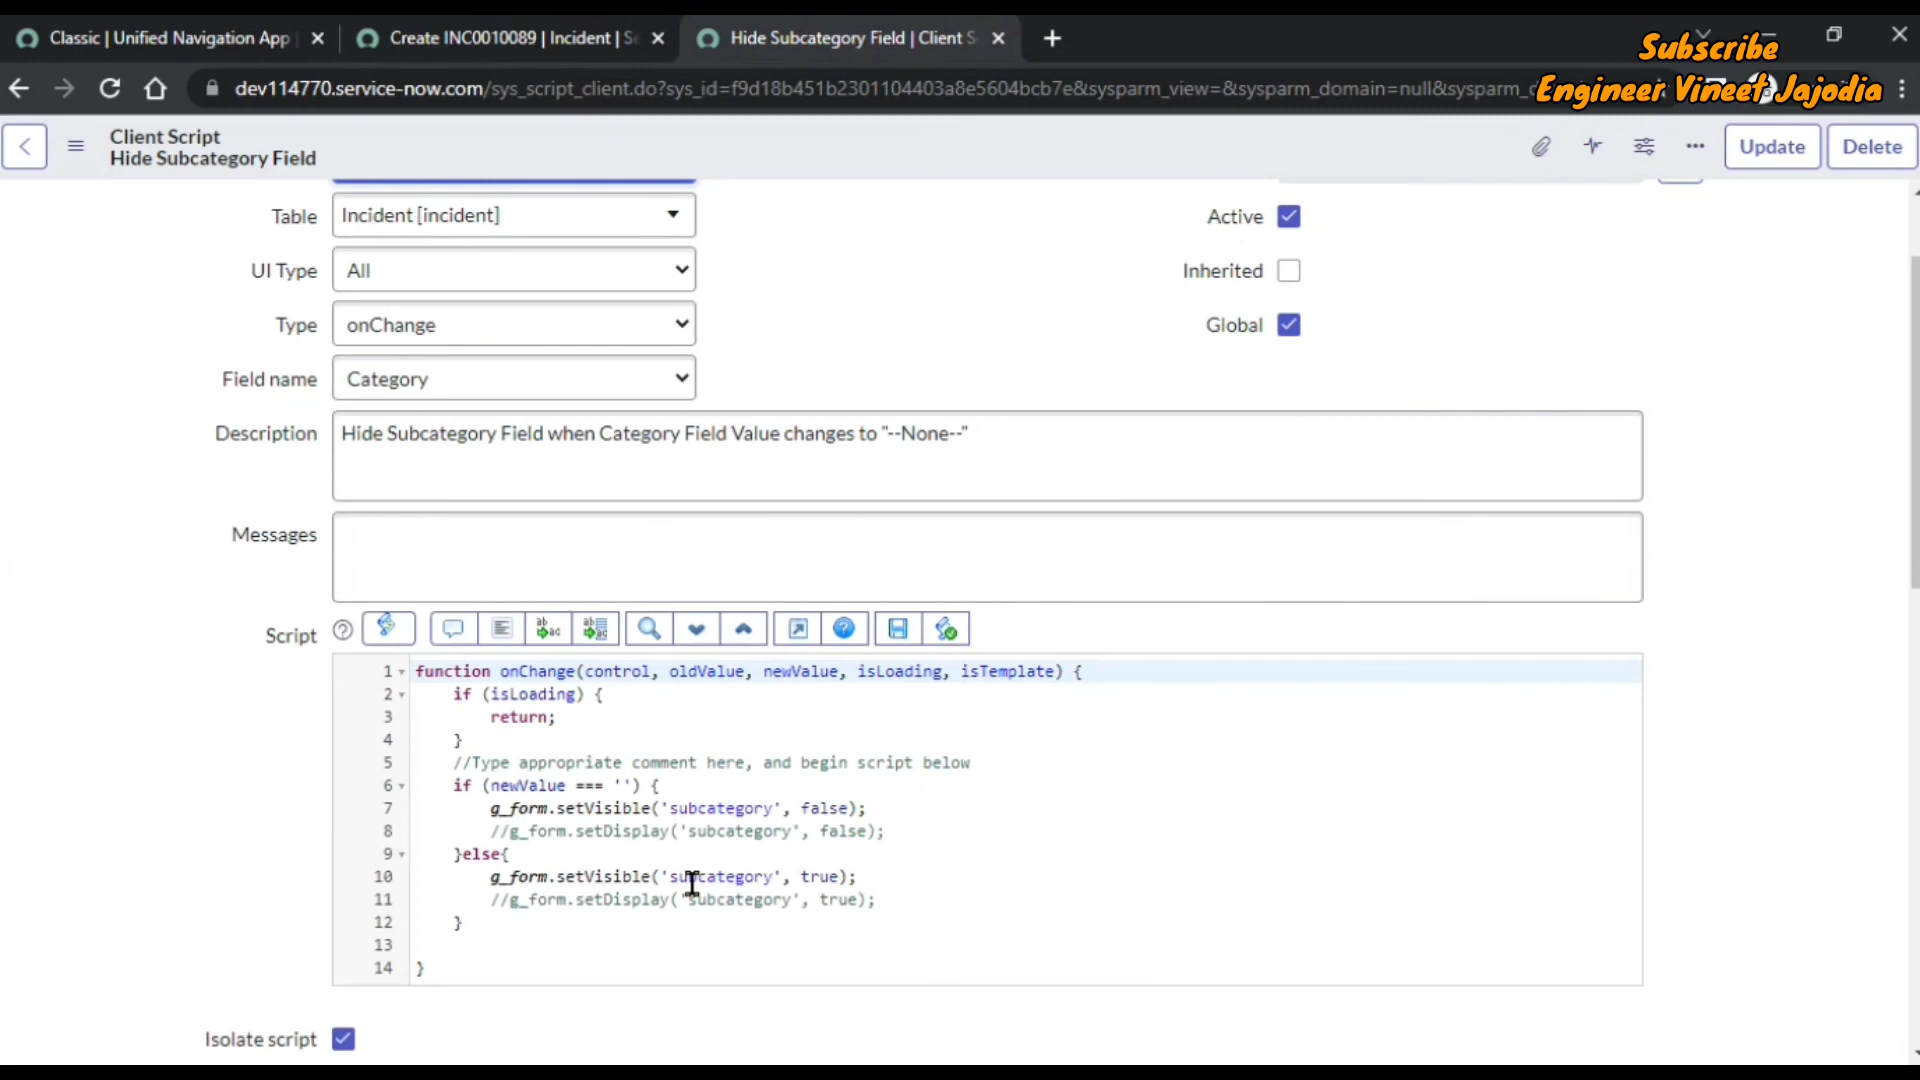 Classic | Unified Navigation App
Create INC0010089 | Incident | Se
Hide Subcategory Field | Client S
Subscribe
Engineer Vineet Jajodia
dev114770.service-now.com/sys_script_client.do?sys_id=f9d18b451b2301104403a8e5604bcb7e&sysparm_view=&sysparm_domain=null&sysparm_d
Client Script
Hide Subcategory Field
Update
Delete
Table
Incident [incident]
Active
UI Type
All
Inherited
Type
onChange
Global
Field name
Category
Description
Hide Subcategory Field when Category Field Value changes to "--None--"
Messages
Script
1 function onChange(control, oldValue, newValue, isLoading, isTemplate) {
2 if (isLoading) {
3 return;
4 }
5 //Type appropriate comment here, and begin script below
6 if (newValue === '') {
7 g_form.setVisible('subcategory', false);
8 //g_form.setDisplay('subcategory', false);
9 }else{
10 g_form.setVisible('subcategory', true);
11 //g_form.setDisplay('subcategory', true);
12 }
13
14 }
Isolate script